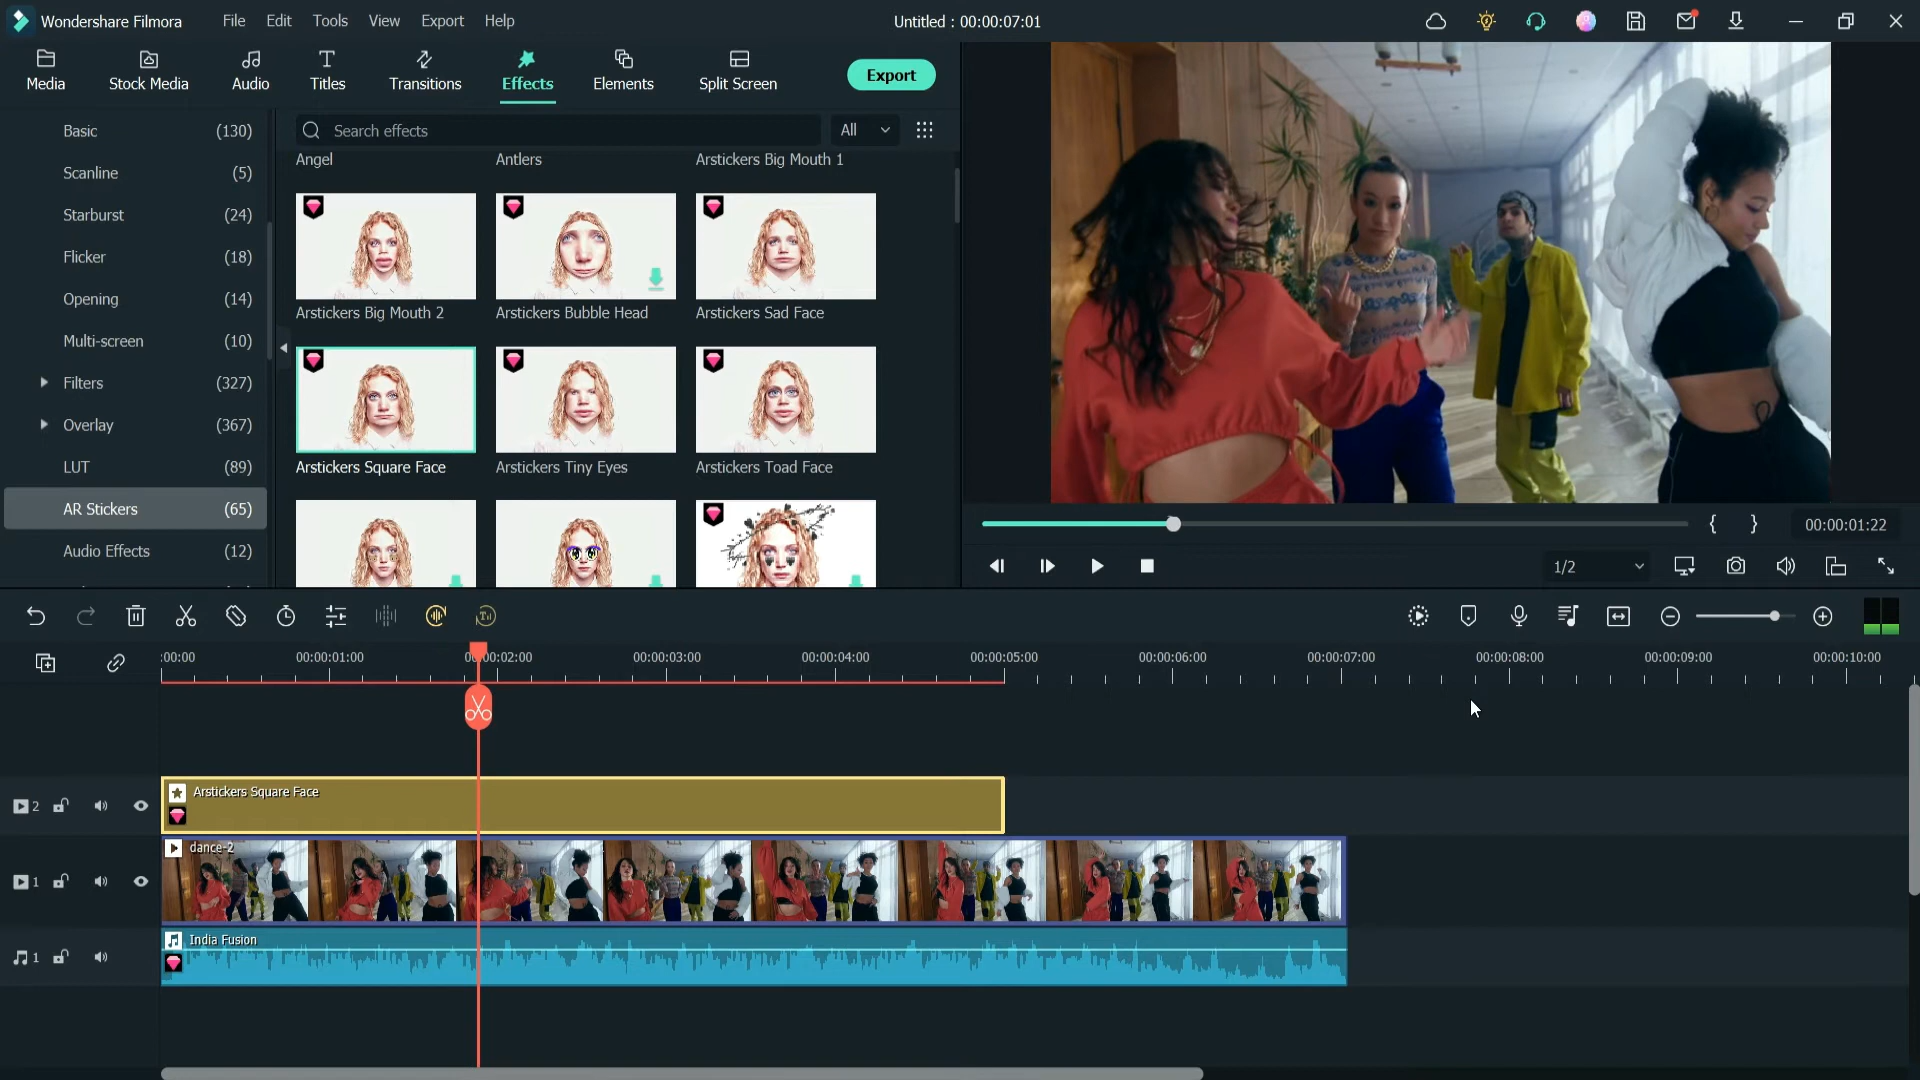 Wondershare Filmora File Edit Tools View Export Help Untitled : 00:00:07:01
Media Stock Media Audio Titles Transitions Effects Elements Split Screen Export
Basic (130)
Scanline (5)
Starburst (24)
Flicker (18)
Opening (14)
Multi-screen (10)
Filters (327)
Overlay (367)
LUT (89)
AR Stickers (65)
Audio Effects (12)
Search effects All
Angel Antlers Arstickers Big Mouth 1
Arstickers Big Mouth 2 Arstickers Bubble Head Arstickers Sad Face
Arstickers Square Face Arstickers Tiny Eyes Arstickers Toad Face
{ } 00:00:01:22
1/2
:00:00 00:00:01:00 00:00:02:00 00:00:03:00 00:00:04:00 00:00:05:00 00:00:06:00 00:00:07:00 00:00:08:00 00:00:09:00 00:00:10:00
2 Arstickers Square Face
1 dance-2
1 India Fusion